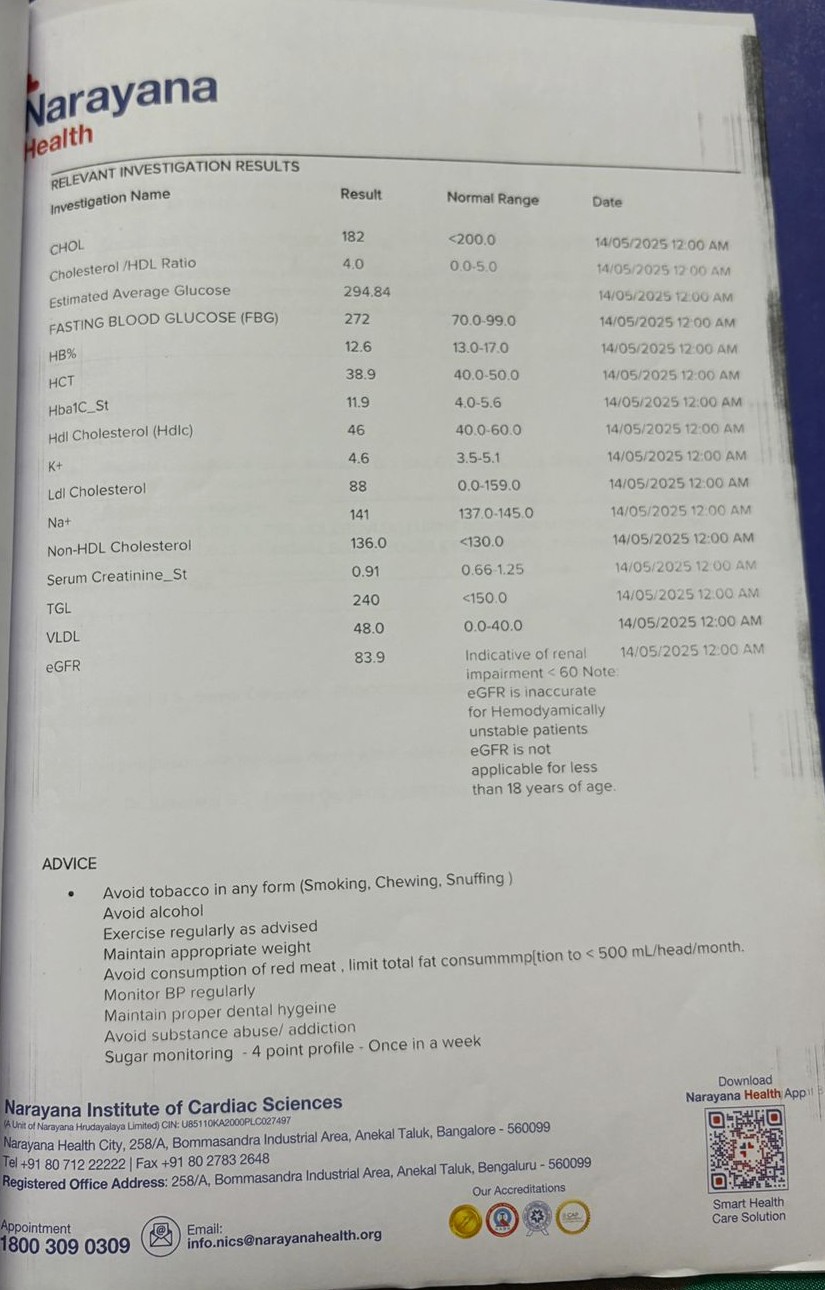 Narayana
Health
RELEVANT INVESTIGATION RESULTS
Investigation Name Result Normal Range Date
CHOL 182 <200.0 14/05/2025 12:00 AM
Cholesterol /HDL Ratio 4.0 0.0-5.0 14/05/2025 12:00 AM
Estimated Average Glucose 294.84 14/05/2025 12:00 AM
FASTING BLOOD GLUCOSE (FBG) 272 70.0-99.0 14/05/2025 12:00 AM
HB% 12.6 13.0-17.0 14/05/2025 12:00 AM
HCT 38.9 40.0-50.0 14/05/2025 12:00 AM
Hba1C_St 11.9 4.0-5.6 14/05/2025 12:00 AM
Hdl Cholesterol (Hdlc) 46 40.0-60.0 14/05/2025 12:00 AM
K+ 4.6 3.5-5.1 14/05/2025 12:00 AM
Ldl Cholesterol 88 0.0-159.0 14/05/2025 12:00 AM
Na+ 141 137.0-145.0 14/05/2025 12:00 AM
Non-HDL Cholesterol 136.0 <130.0 14/05/2025 12:00 AM
Serum Creatinine_St 0.91 0.66-1.25 14/05/2025 12:00 AM
TGL 240 <150.0 14/05/2025 12:00 AM
VLDL 48.0 0.0-40.0 14/05/2025 12:00 AM
eGFR 83.9 Indicative of renal 14/05/2025 12:00 AM
impairment < 60 Note:
eGFR is inaccurate
for Hemodyamically
unstable patients
eGFR is not
applicable for less
than 18 years of age.
ADVICE
• Avoid tobacco in any form (Smoking, Chewing, Snuffing )
Avoid alcohol
Exercise regularly as advised
Maintain appropriate weight
Avoid consumption of red meat , limit total fat consummmp[tion to < 500 mL/head/month.
Monitor BP regularly
Maintain proper dental hygeine
Avoid substance abuse/ addiction
Sugar monitoring - 4 point profile - Once in a week
Narayana Institute of Cardiac Sciences
(A Unit of Narayana Hrudayalaya Limited) CIN: U85110KA2000PLC027497
Narayana Health City, 258/A, Bommasandra Industrial Area, Anekal Taluk, Bangalore - 560099
Tel +91 80 712 22222 | Fax +91 80 2783 2648
Registered Office Address: 258/A, Bommasandra Industrial Area, Anekal Taluk, Bengaluru - 560099
Appointment
1800 309 0309
Email:
info.nics@narayanahealth.org
Our Accreditations
Download
Narayana Health App
Smart Health
Care Solution